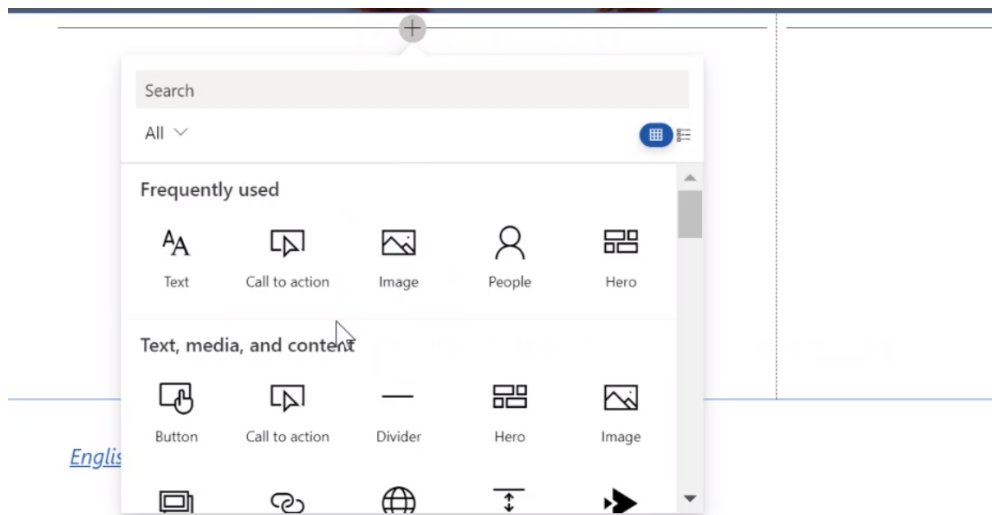 Search
All
Frequently used
Text Call to action Image People Hero
Text, media, and content
Button Call to action Divider Hero Image